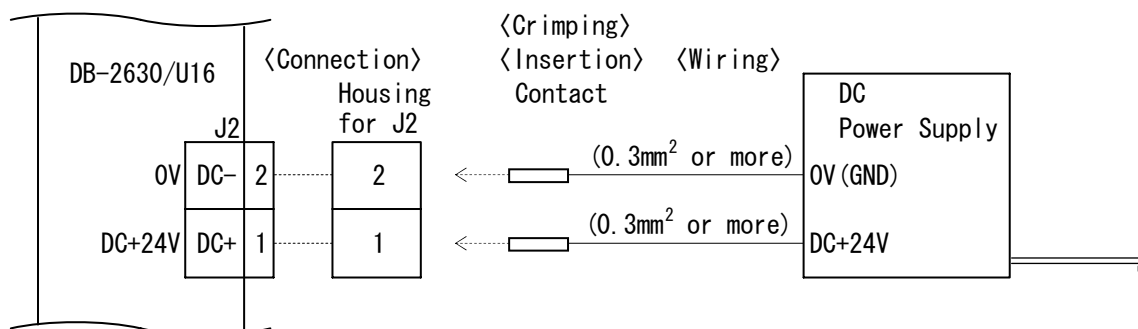 〈Crimping〉
DB-2630/U16
〈Connection〉
〈Insertion〉
〈Wiring〉
Housing
for J2
Contact
DC
Power Supply
J2
0V
DC-
2
2
(0.3mm² or more)
0V(GND)
DC+24V
DC+
1
1
(0.3mm² or more)
DC+24V